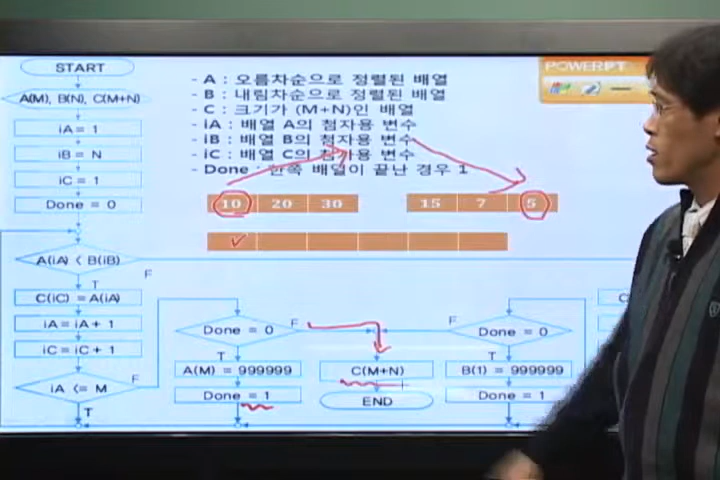 POWERPT
START
A(M), B(N), C(M+N)
iA = 1
iB = N
iC = 1
Done = 0
- A : 오름차순으로 정렬된 배열
- B : 내림차순으로 정렬된 배열
- C : 크기가 (M+N)인 배열
- iA : 배열 A의 첨자용 변수
- iB : 배열 B의 첨자용 변수
- iC : 배열 C의 첨자용 변수
- Done : 한쪽 배열이 끝난 경우 1
10 20 30 15 7 5
A(iA) < B(iB)
F
T
C(iC) = A(iA)
iA = iA + 1
iC = iC + 1
iA <= M
F
T
Done = 0
F
T
A(M) = 999999
Done = 1
C(M+N)
END
F
Done = 0
T
B(1) = 999999
Done = 1